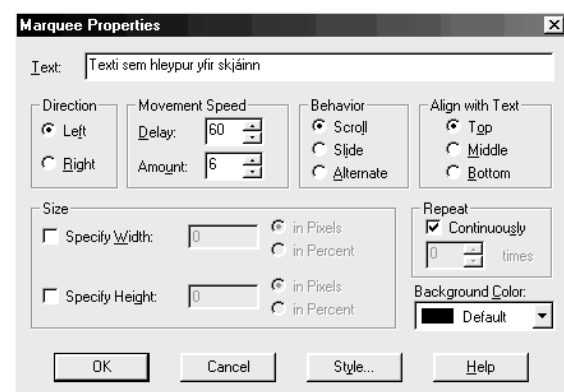 Marquee Properties
Text: Texti sem hleypur yfir skjáinn
Direction Movement Speed Behavior Align with Text
Left Delay: 60 Scroll Top
Right Amount: 6 Slide Middle
Alternate Bottom
Size Repeat
Specify Width: 0 in Pixels Continuously
in Percent 0 times
Specify Height: 0 in Pixels Background Color:
in Percent Default
OK Cancel Style... Help